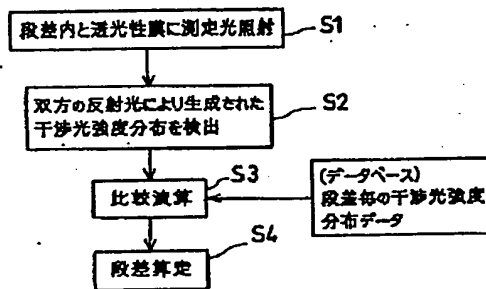 段差内と透光性膜に測定光照射
S1
双方の反射光により生成された
干渉光強度分布を検出
S2
比較演算
S3
(データベース)
段差毎の干渉光強度
分布データ
段差算定
S4